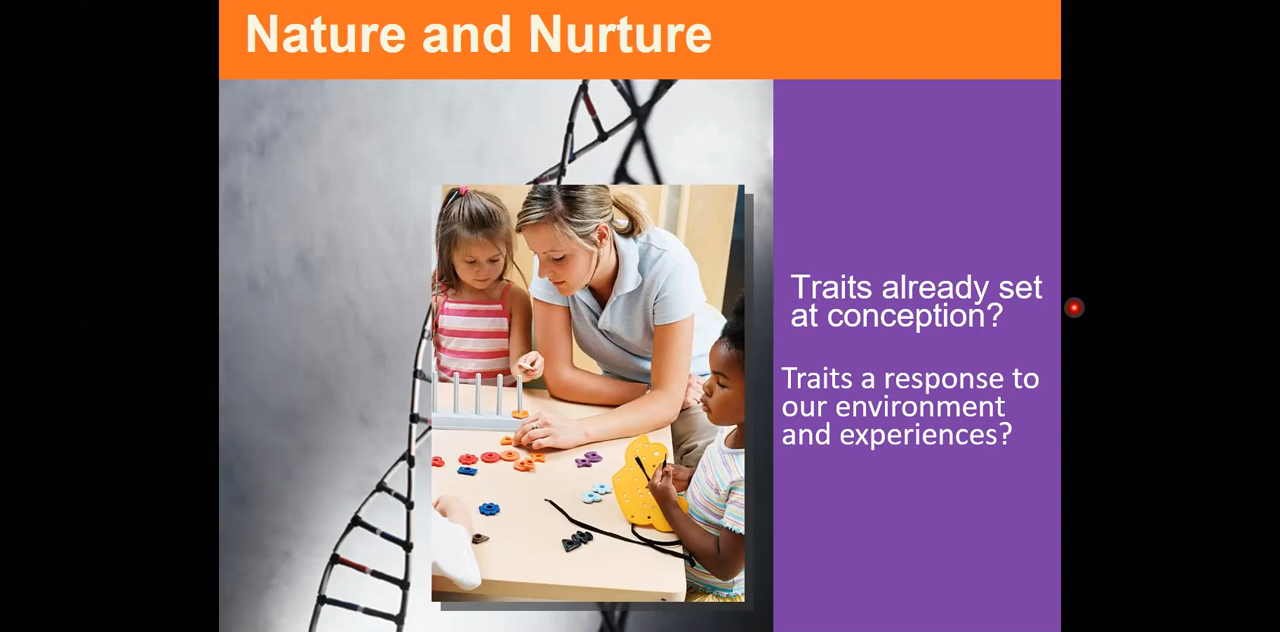 Nature and Nurture
Traits already set
at conception?
Traits a response to
our environment
and experiences?